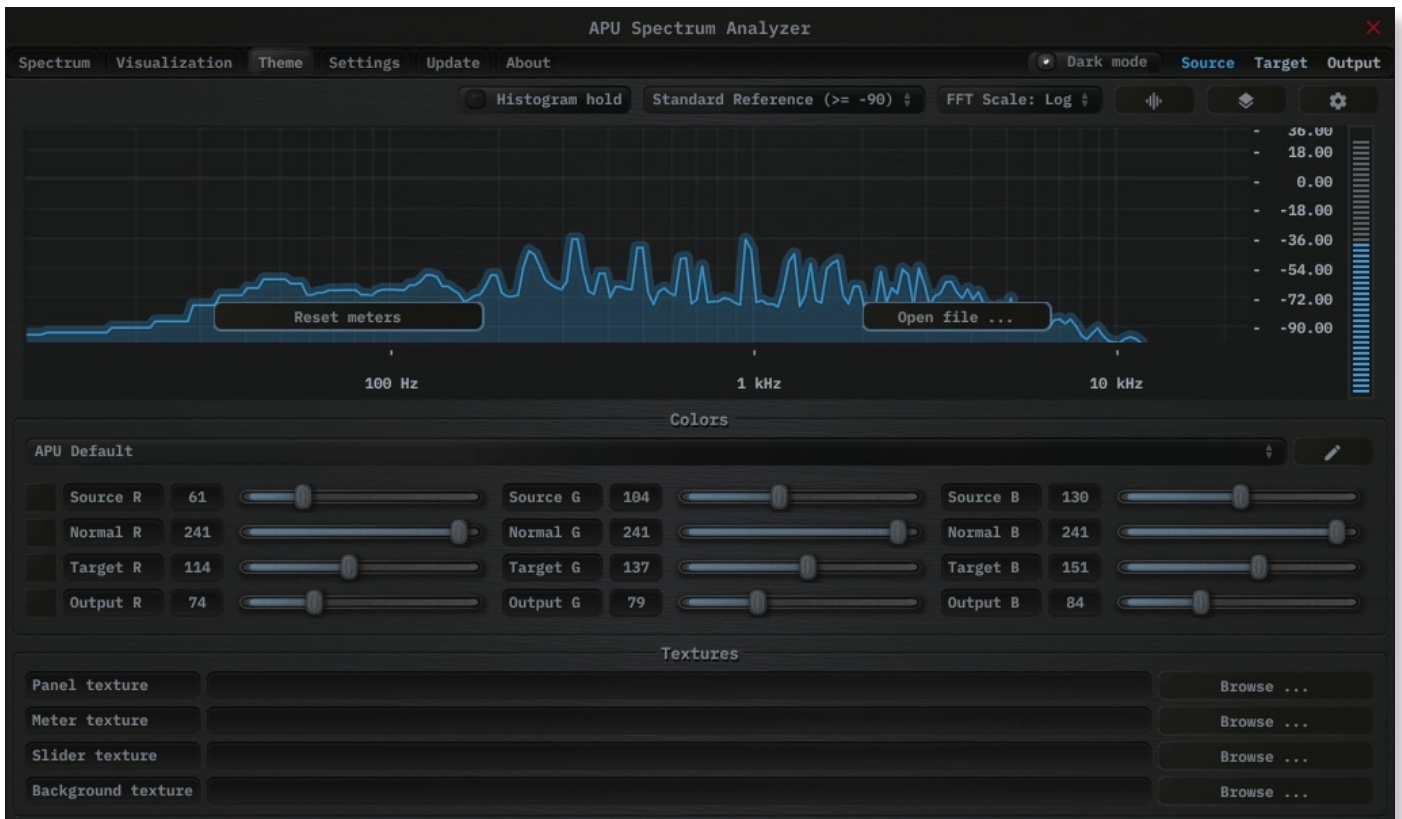 APU Spectrum Analyzer
Spectrum Visualization Theme Settings Update About Dark mode Source Target Output
Histogram hold Standard Reference (>= -90) FFT Scale: Log
- 36.00
- 18.00
- 0.00
- -18.00
- -36.00
- -54.00
- -72.00
- -90.00
Reset meters Open file ...
100 Hz 1 kHz 10 kHz
Colors
APU Default
Source R 61 Source G 104 Source B 130
Normal R 241 Normal G 241 Normal B 241
Target R 114 Target G 137 Target B 151
Output R 74 Output G 79 Output B 84
Textures
Panel texture Browse ...
Meter texture Browse ...
Slider texture Browse ...
Background texture Browse ...